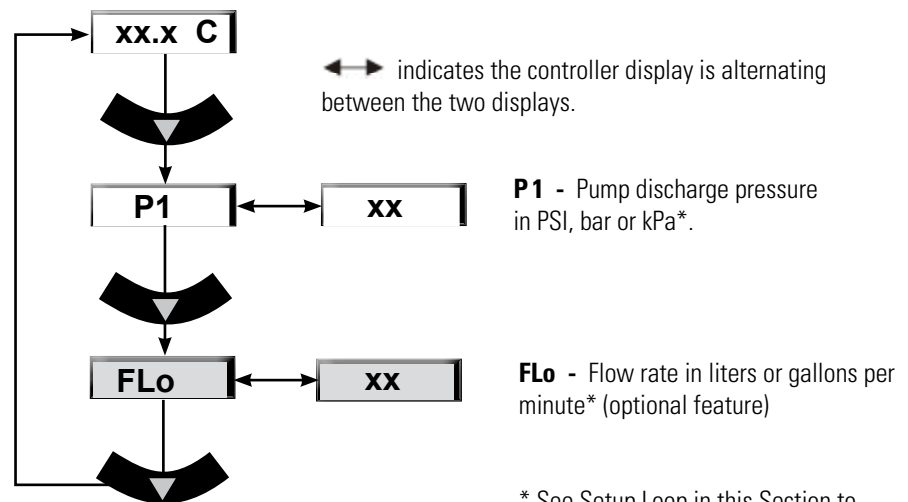 xx.x C
indicates the controller display is alternating
between the two displays.
P1
xx
P1 - Pump discharge pressure
in PSI, bar or kPa*.
FLo
xx
FLo - Flow rate in liters or gallons per
minute* (optional feature)
* See Setup Loop in this Section to